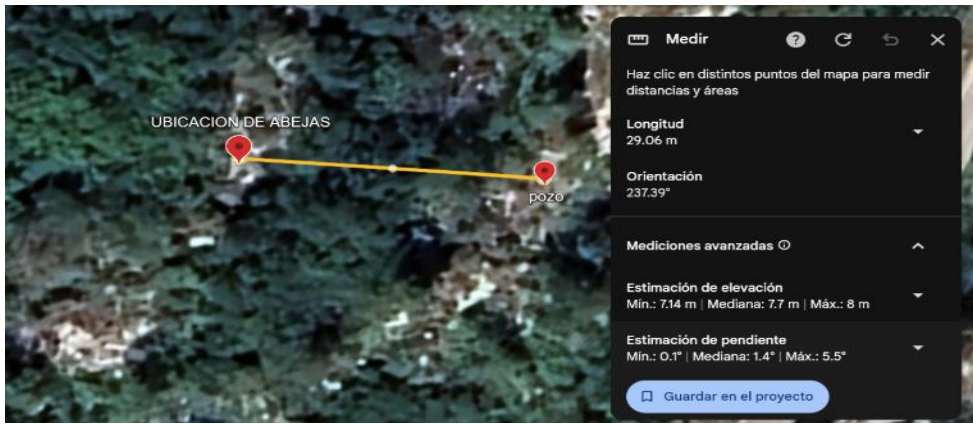 UBICACION DE ABEJAS
pozo
Medir
Haz clic en distintos puntos del mapa para medir
distancias y áreas
Longitud
29.06 m
Orientación
237.39°
Mediciones avanzadas
Estimación de elevación
Mín.: 7.14 m | Mediana: 7.7 m | Máx.: 8 m
Estimación de pendiente
Mín.: 0.1° | Mediana: 1.4° | Máx.: 5.5°
Guardar en el proyecto